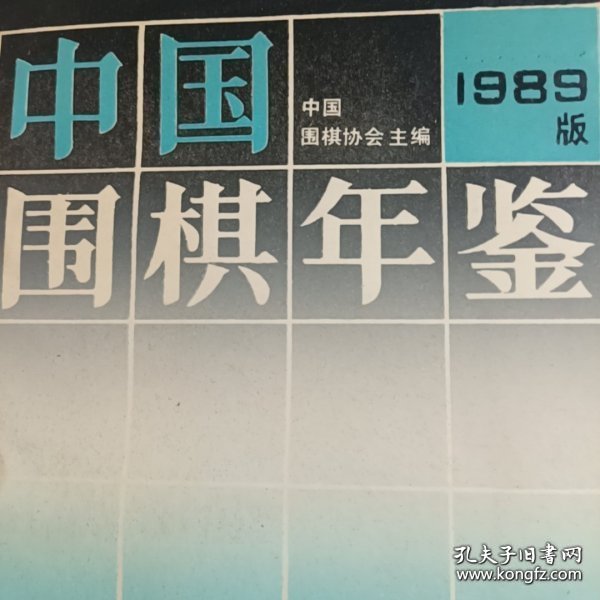 中国
中国
围棋协会主编
1989
版
围棋年鉴
孔夫子旧书网
www.kongfz.com